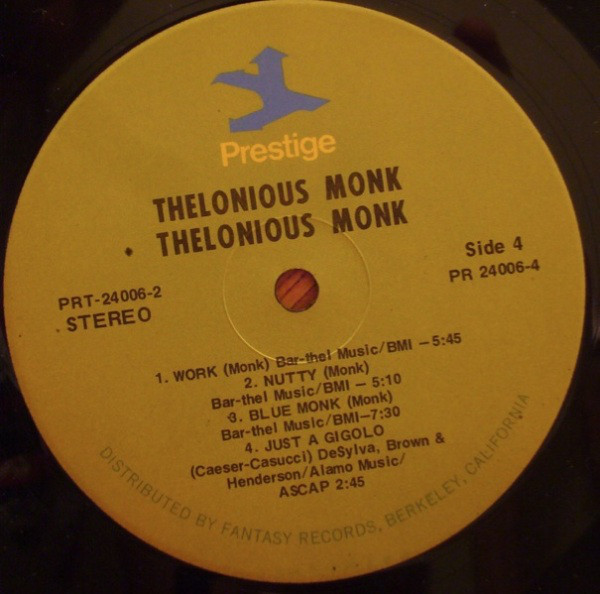 Prestige
THELONIOUS MONK
THELONIOUS MONK
Side 4
PR 24006-4
PRT-24006-2
STEREO
1. WORK (Monk) Bar-thel Music/BMI — 5:45
2. NUTTY (Monk)
Bar-thel Music/BMI — 5:10
3. BLUE MONK (Monk)
Bar-thel Music/BMI—7:30
4. JUST A GIGOLO
(Caeser-Casucci) DeSylva, Brown &
Henderson/Alamo Music/
ASCAP 2:45
DISTRIBUTED BY FANTASY RECORDS, BERKELEY, CALIFORNIA